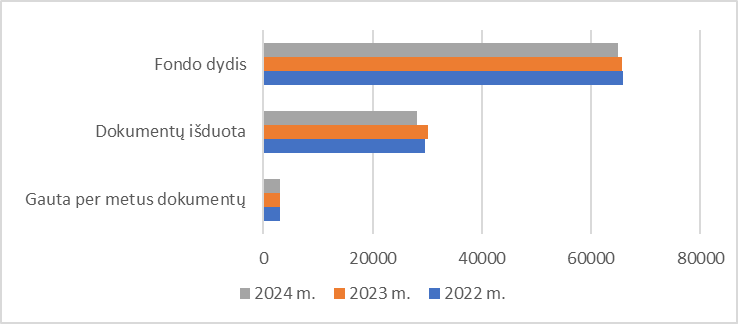 Fondo dydis
Dokumentų išduota
Gauta per metus dokumentų
0 20000 40000 60000 80000
2024 m. 2023 m. 2022 m.